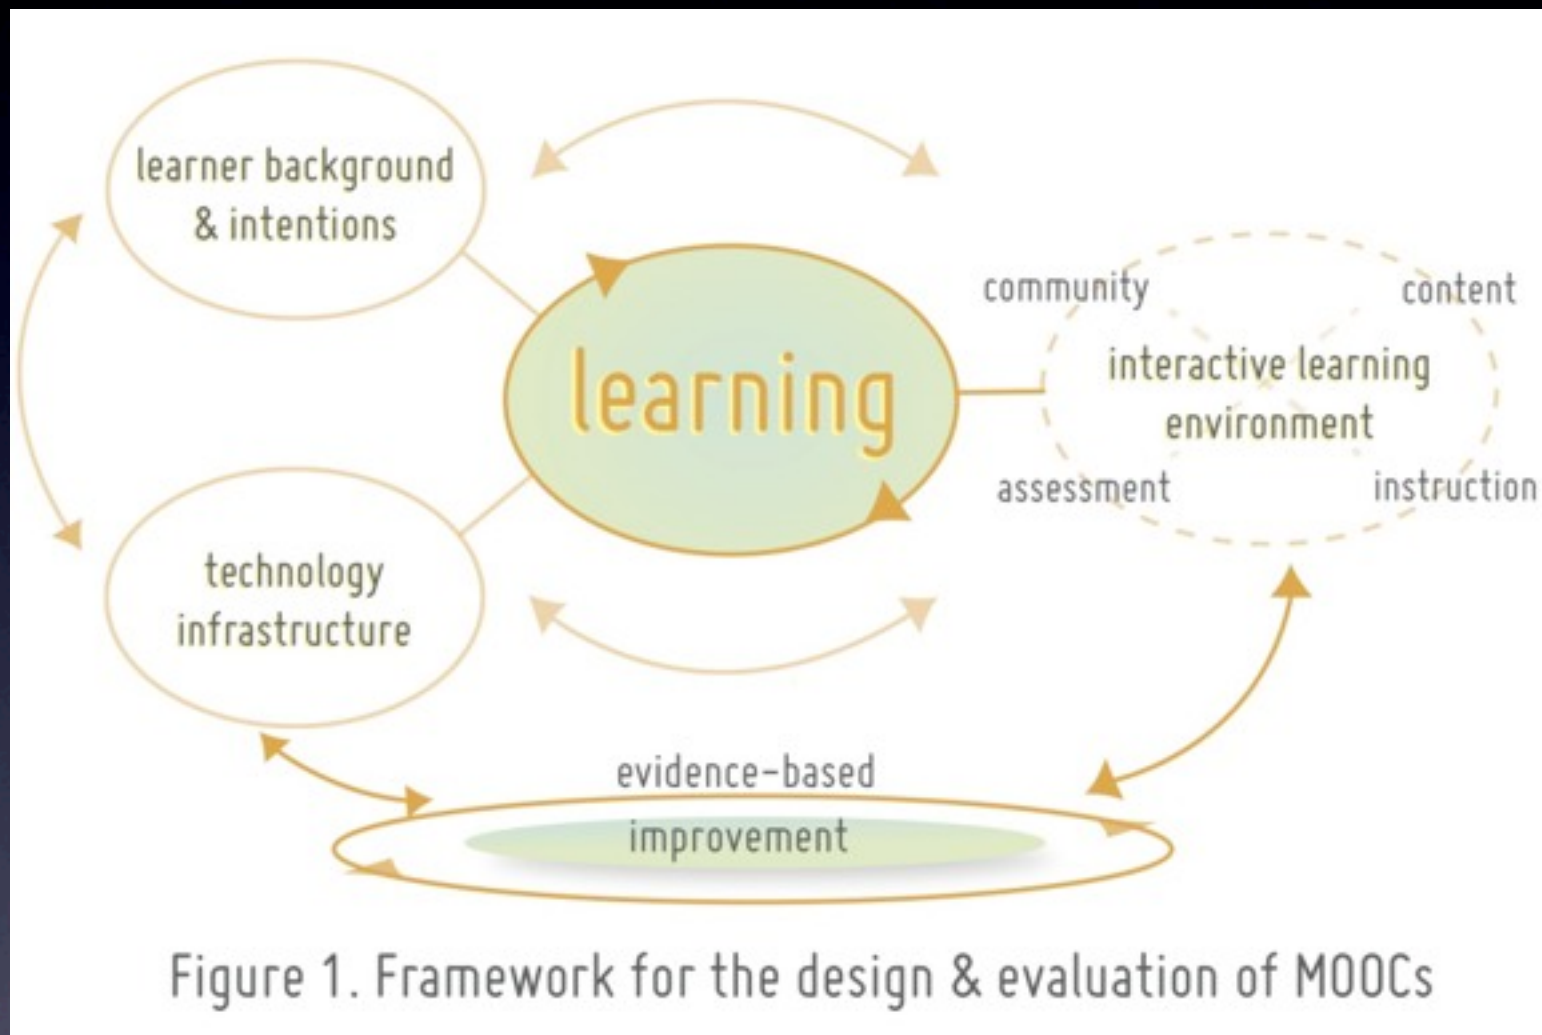 learner background
& intentions
learning
community
content
interactive learning
environment
assessment
instruction
technology
infrastructure
evidence-based
improvement
Figure 1. Framework for the design & evaluation of MOOCs